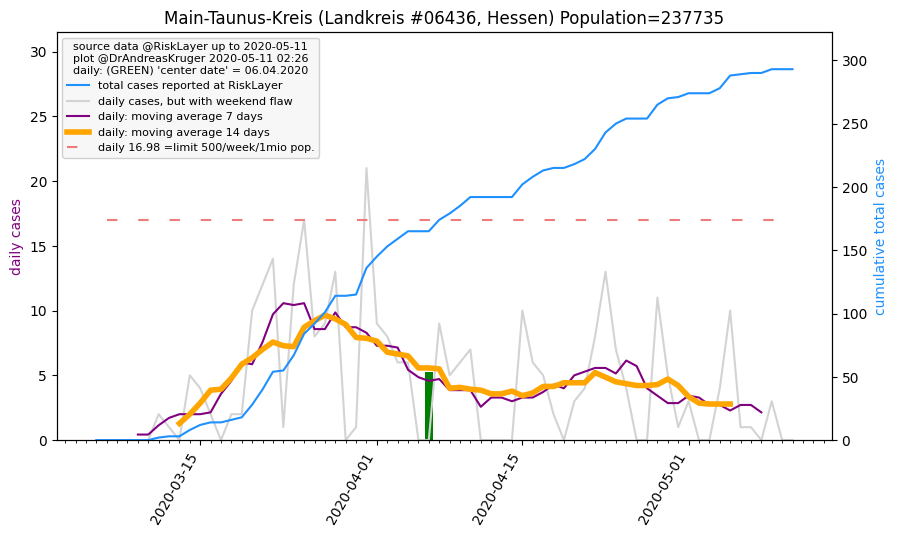 Main-Taunus-Kreis (Landkreis #06436, Hessen) Population=237735
source data @RiskLayer up to 2020-05-11
plot @DrAndreasKruger 2020-05-11 02:26
daily: (GREEN) 'center date' = 06.04.2020
total cases reported at RiskLayer
daily cases, but with weekend flaw
daily: moving average 7 days
daily: moving average 14 days
daily 16.98 =limit 500/week/1mio pop.
daily cases
30
25
20
15
10
5
0
cumulative total cases
300
250
200
150
100
50
0
2020-03-15
2020-04-01
2020-04-15
2020-05-01